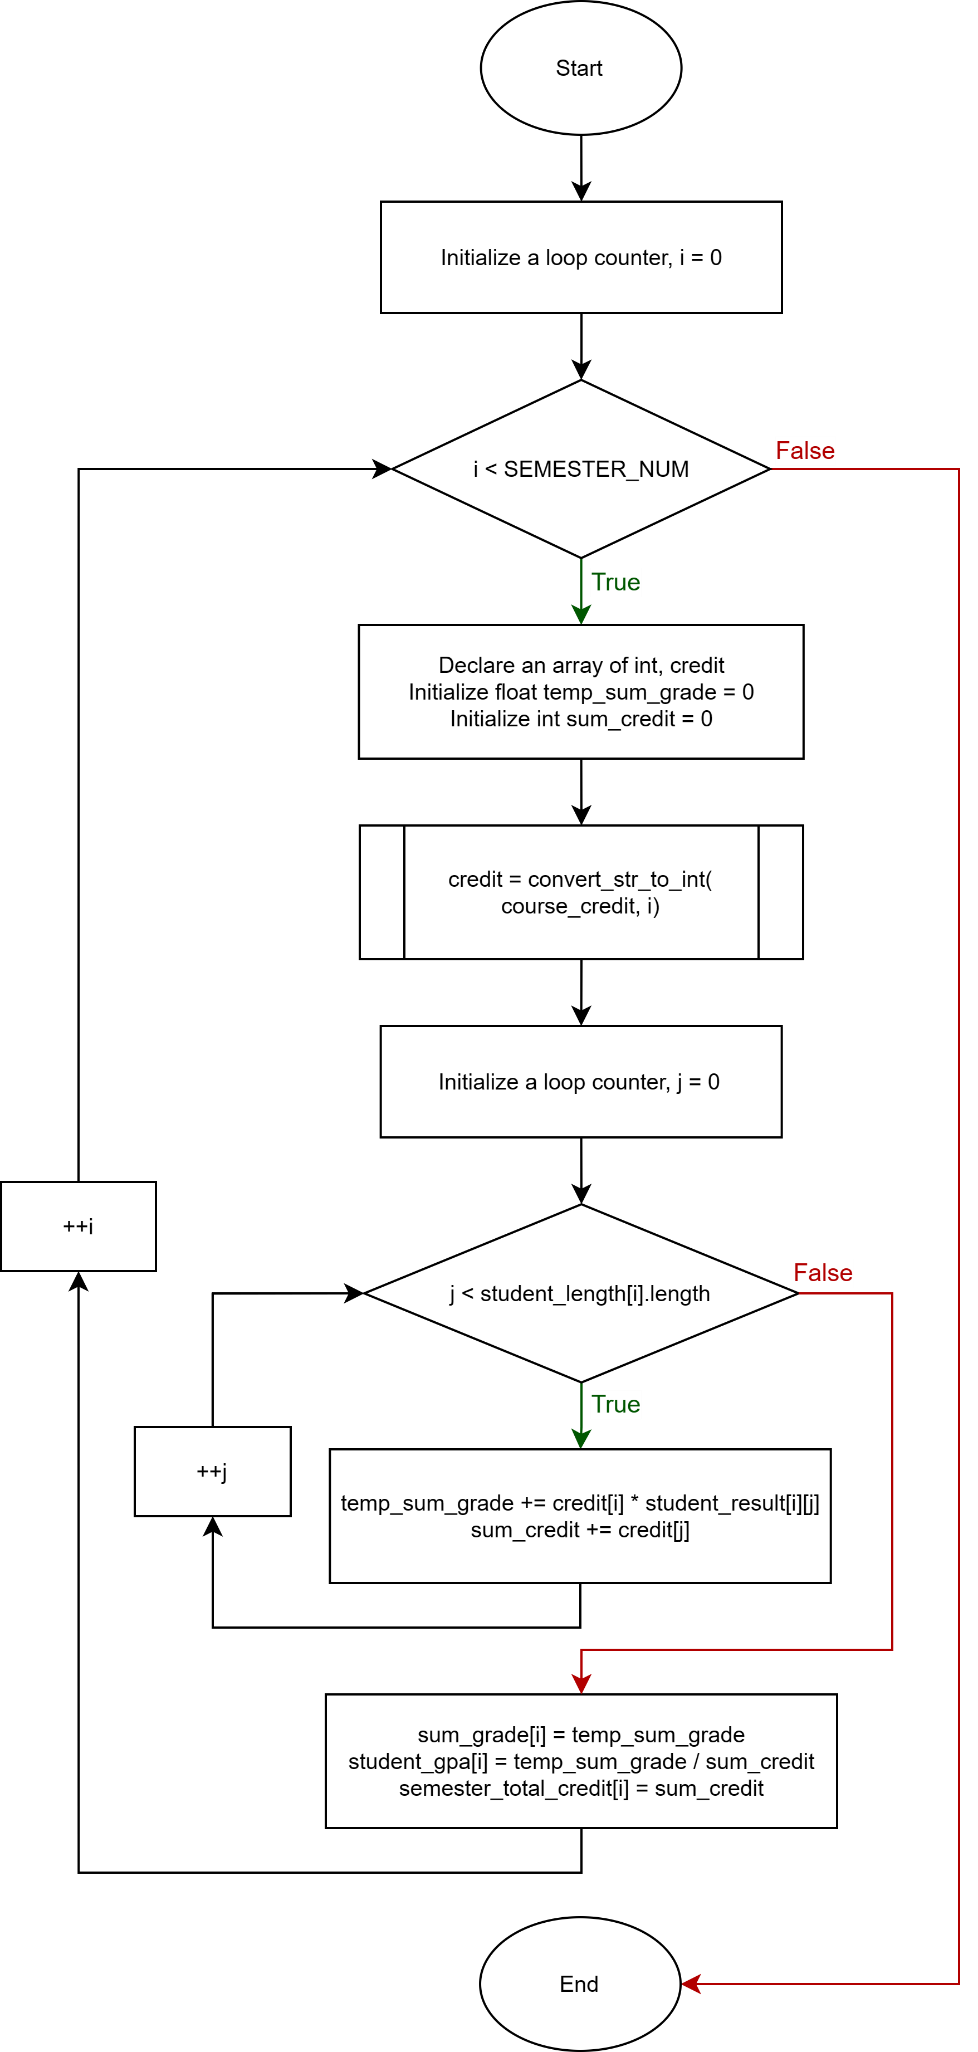 Start
Initialize a loop counter, i = 0
i < SEMESTER_NUM
False
True
Declare an array of int, credit
Initialize float temp_sum_grade = 0
Initialize int sum_credit = 0
credit = convert_str_to_int(
course_credit, i)
Initialize a loop counter, j = 0
++i
j < student_length[i].length
False
True
++j
temp_sum_grade += credit[i] * student_result[i][j]
sum_credit += credit[j]
sum_grade[i] = temp_sum_grade
student_gpa[i] = temp_sum_grade / sum_credit
semester_total_credit[i] = sum_credit
End